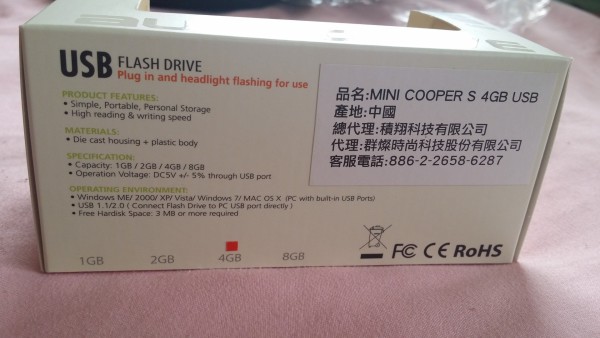 USB FLASH DRIVE
Plug in and headlight flashing for use
PRODUCT FEATURES:
• Simple, Portable, Personal Storage
• High reading & writing speed
MATERIALS:
• Die cast housing + plastic body
SPECIFICATION:
• Capacity: 1GB / 2GB / 4GB / 8GB
• Operation Voltage: DC5V +/- 5% through USB port
OPERATING ENVIRONMENT:
• Windows ME/ 2000/ XP/ Vista/ Windows 7/ MAC OS X (PC with built-in USB Ports)
• USB 1.1/2.0 ( Connect Flash Drive to PC USB port directly )
• Free Hardisk Space: 3 MB or more required
1GB 2GB 4GB 8GB
品名:MINI COOPER S 4GB USB
產地:中國
總代理:積翔科技有限公司
代理:群燦時尚科技股份有限公司
客服電話:886-2-2658-6287
FC CE RoHS